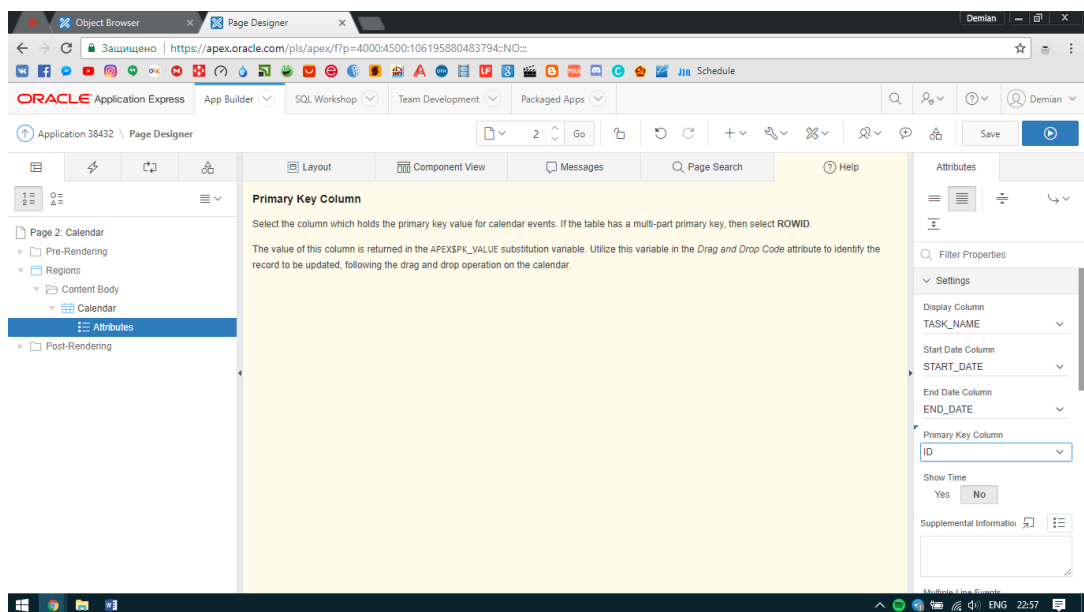 Object Browser
Page Designer
Demian
Защищено
https://apex.oracle.com/pls/apex/f?p=4000:4500:106195880483794::NO:::
Schedule
ORACLE Application Express
App Builder
SQL Workshop
Team Development
Packaged Apps
Demian
Application 38432 \ Page Designer
2
Go
Save
Layout
Component View
Messages
Page Search
Help
Attributes
Page 2: Calendar
Pre-Rendering
Regions
Content Body
Calendar
Attributes
Post-Rendering
Primary Key Column
Select the column which holds the primary key value for calendar events. If the table has a multi-part primary key, then select ROWID.
The value of this column is returned in the APEX$PK_VALUE substitution variable. Utilize this variable in the Drag and Drop Code attribute to identify the
record to be updated, following the drag and drop operation on the calendar.
Filter Properties
Settings
Display Column
TASK_NAME
Start Date Column
START_DATE
End Date Column
END_DATE
Primary Key Column
ID
Show Time
Yes
No
Supplemental Information
Multiple Line Events
ENG
22:57